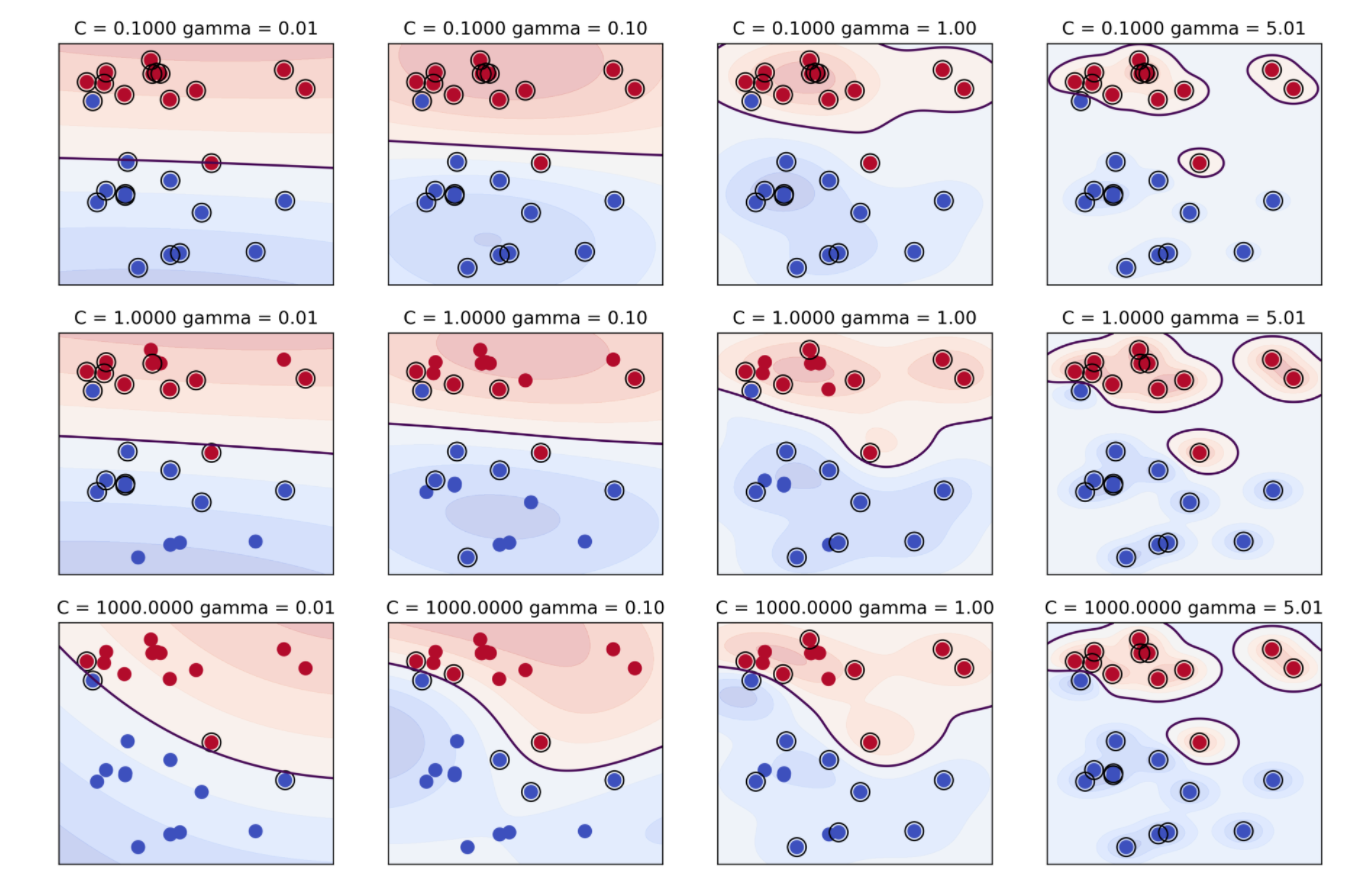 C = 0.1000 gamma = 0.01
C = 0.1000 gamma = 0.10
C = 0.1000 gamma = 1.00
C = 0.1000 gamma = 5.01
C = 1.0000 gamma = 0.01
C = 1.0000 gamma = 0.10
C = 1.0000 gamma = 1.00
C = 1.0000 gamma = 5.01
C = 1000.0000 gamma = 0.01
C = 1000.0000 gamma = 0.10
C = 1000.0000 gamma = 1.00
C = 1000.0000 gamma = 5.01